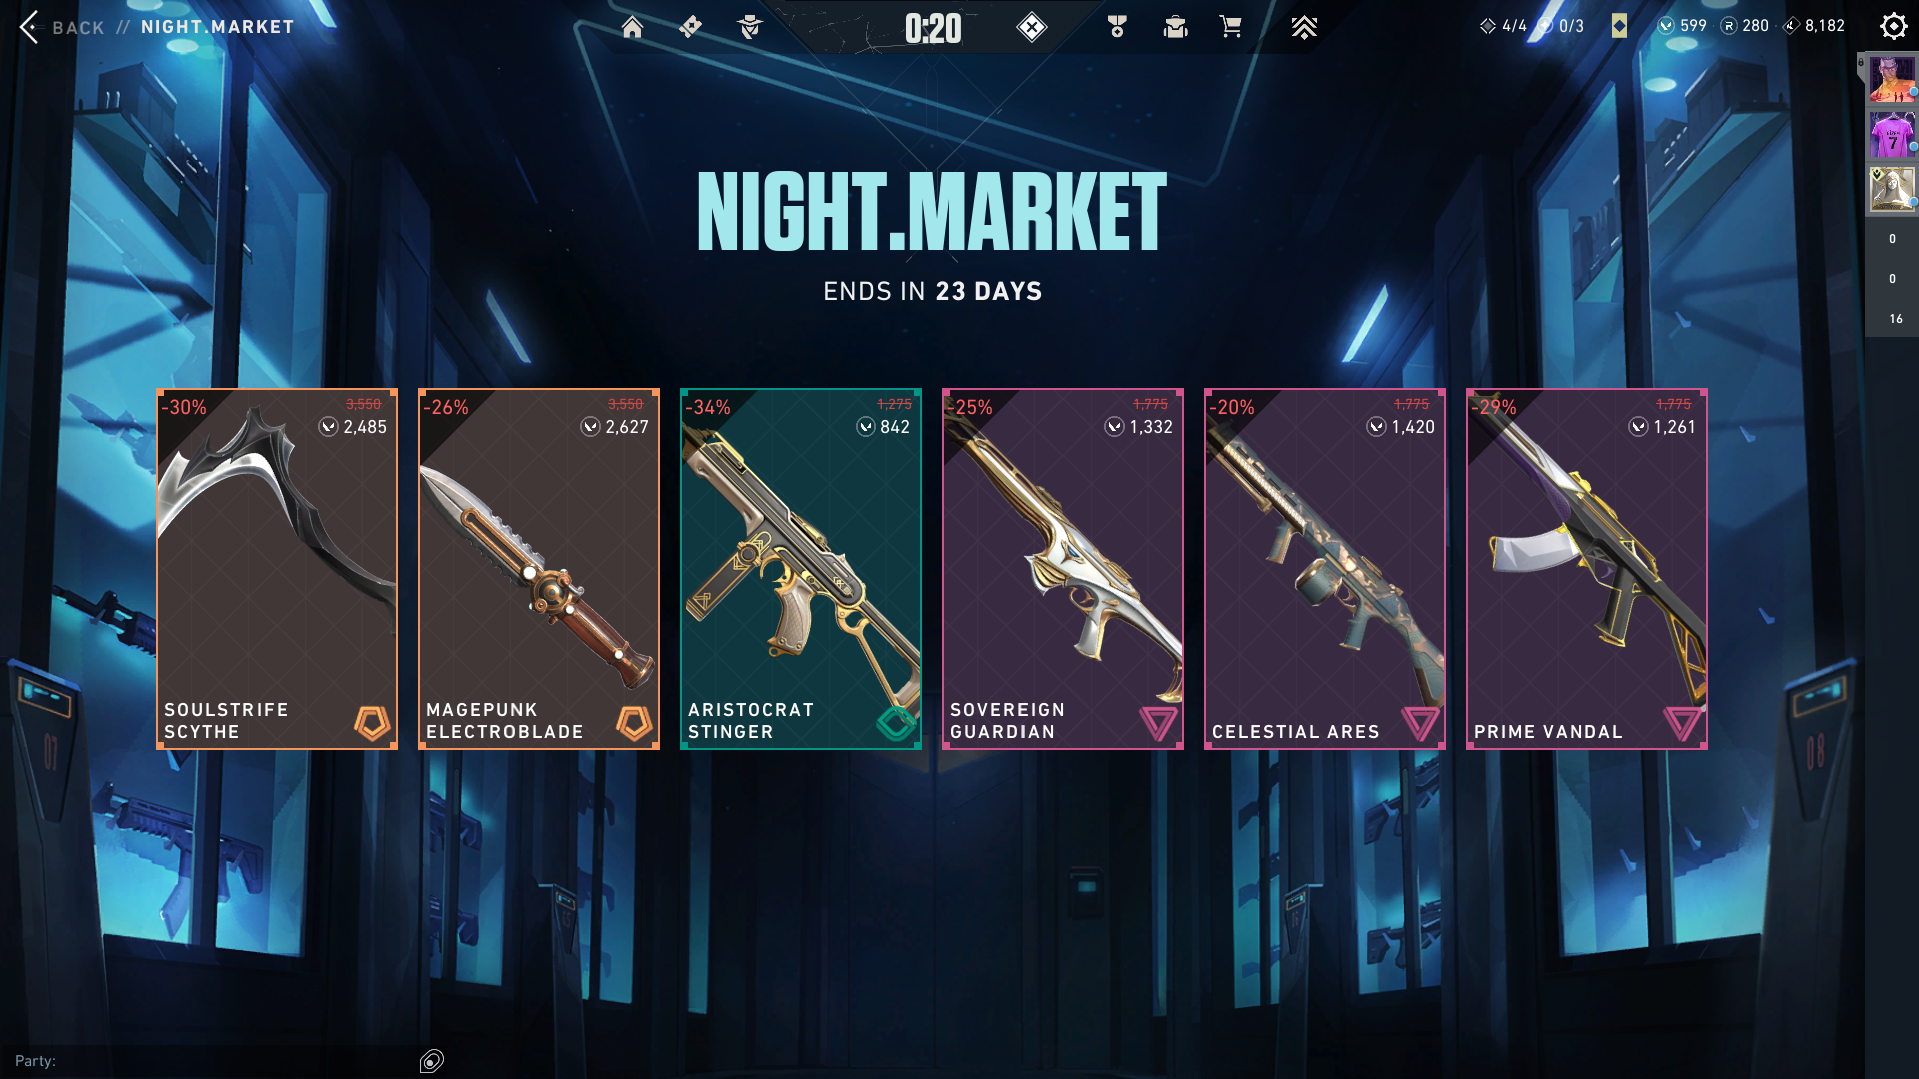 BACK // NIGHT.MARKET
0:20
4/4 0/3 599 R 280 8,182
7
0
0
16
NIGHT.MARKET
ENDS IN 23 DAYS
-30% 3,550
2,485
SOULSTRIFE
SCYTHE
-26% 3,550
2,627
MAGEPUNK
ELECTROBLADE
-34% 1,275
842
ARISTOCRAT
STINGER
-25% 1,775
1,332
SOVEREIGN
GUARDIAN
-20% 1,775
1,420
CELESTIAL ARES
-29% 1,775
1,261
PRIME VANDAL
07
08
Party: